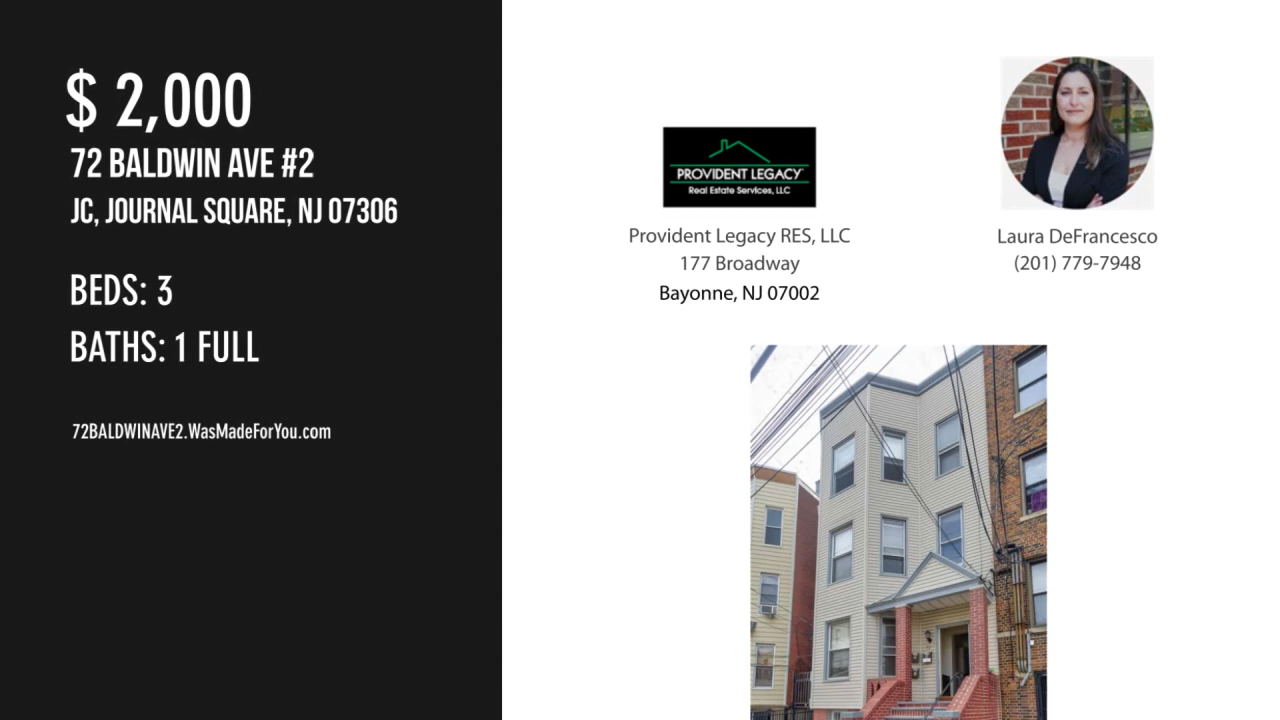 $ 2,000
72 BALDWIN AVE #2
JC, JOURNAL SQUARE, NJ 07306
BEDS: 3
BATHS: 1 FULL
72BALDWINAVE2.WasMadeForYou.com
PROVIDENT LEGACY
Real Estate Services, LLC
Provident Legacy RES, LLC
177 Broadway
Bayonne, NJ 07002
Laura DeFrancesco
(201) 779-7948